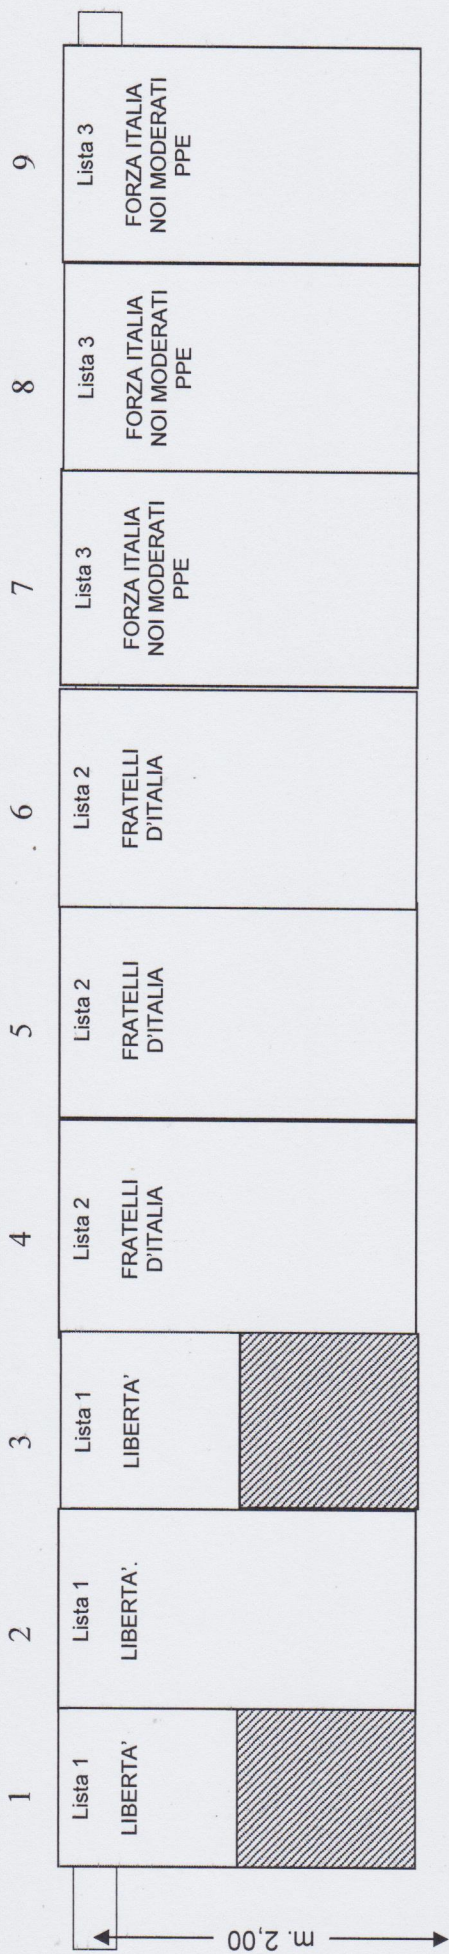 1
2
3
4
5
6
7
8
9
Lista 1
LIBERTA'
Lista 1
LIBERTA'.
Lista 1
LIBERTA'
Lista 2
FRATELLI
D'ITALIA
Lista 2
FRATELLI
D'ITALIA
Lista 2
FRATELLI
D'ITALIA
Lista 3
FORZA ITALIA
NOI MODERATI
PPE
Lista 3
FORZA ITALIA
NOI MODERATI
PPE
Lista 3
FORZA ITALIA
NOI MODERATI
PPE
m. 2,00